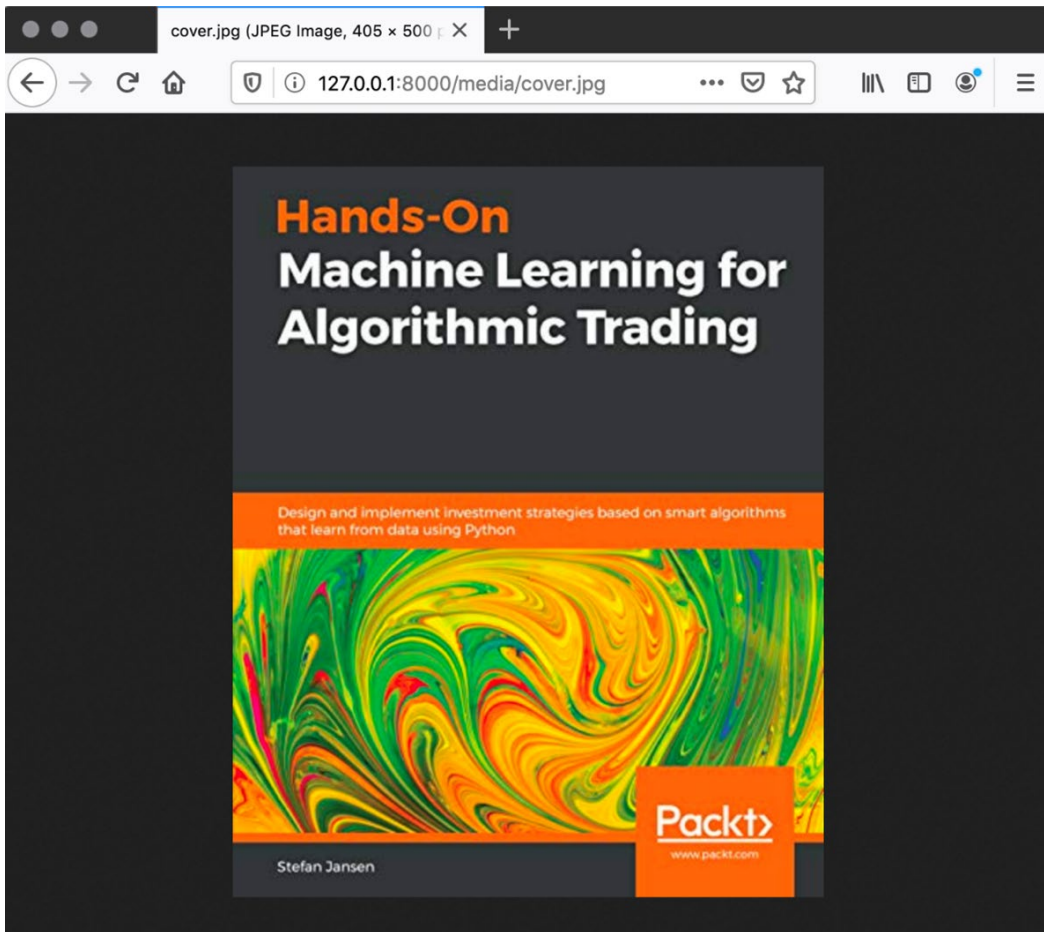 cover.jpg (JPEG Image, 405 × 500 p
127.0.0.1:8000/media/cover.jpg
Hands-On
Machine Learning for
Algorithmic Trading
Design and implement investment strategies based on smart algorithms
that learn from data using Python
Packt>
www.packt.com
Stefan Jansen